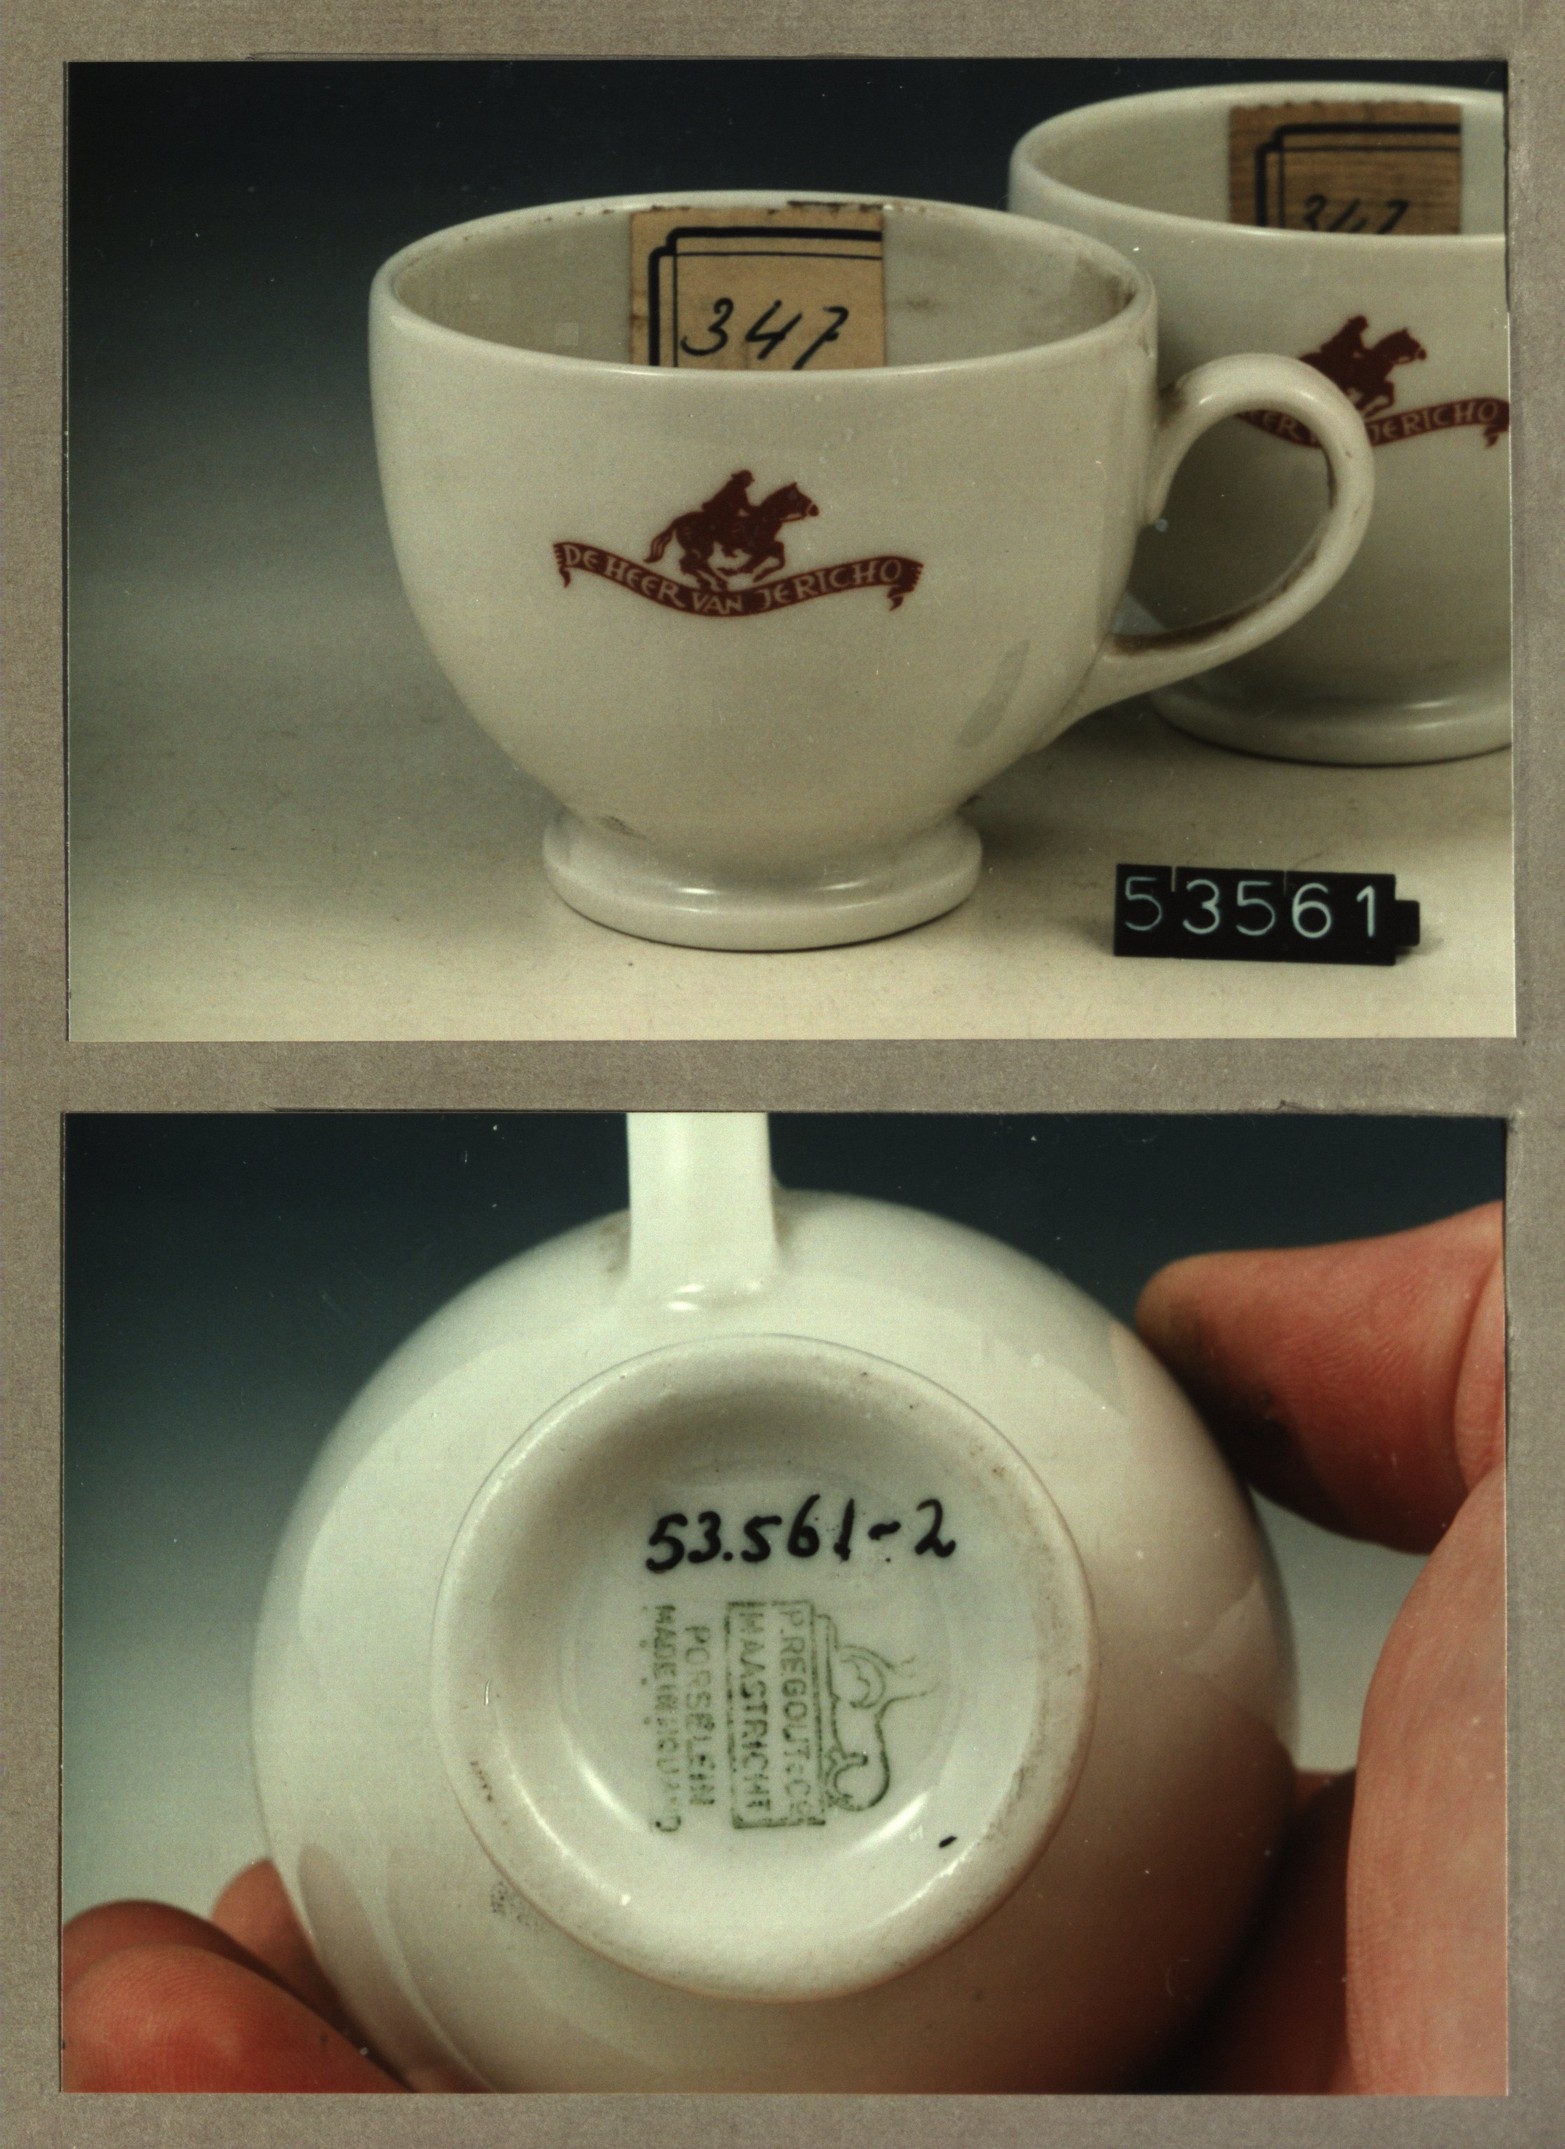 347
347
DE HEER VAN JERICHO
HEER VAN JERICHO
53561
53.561-2
P. REGOUT & Co
MAASTRICHT
PORSELEIN
MADE IN HOLLAND